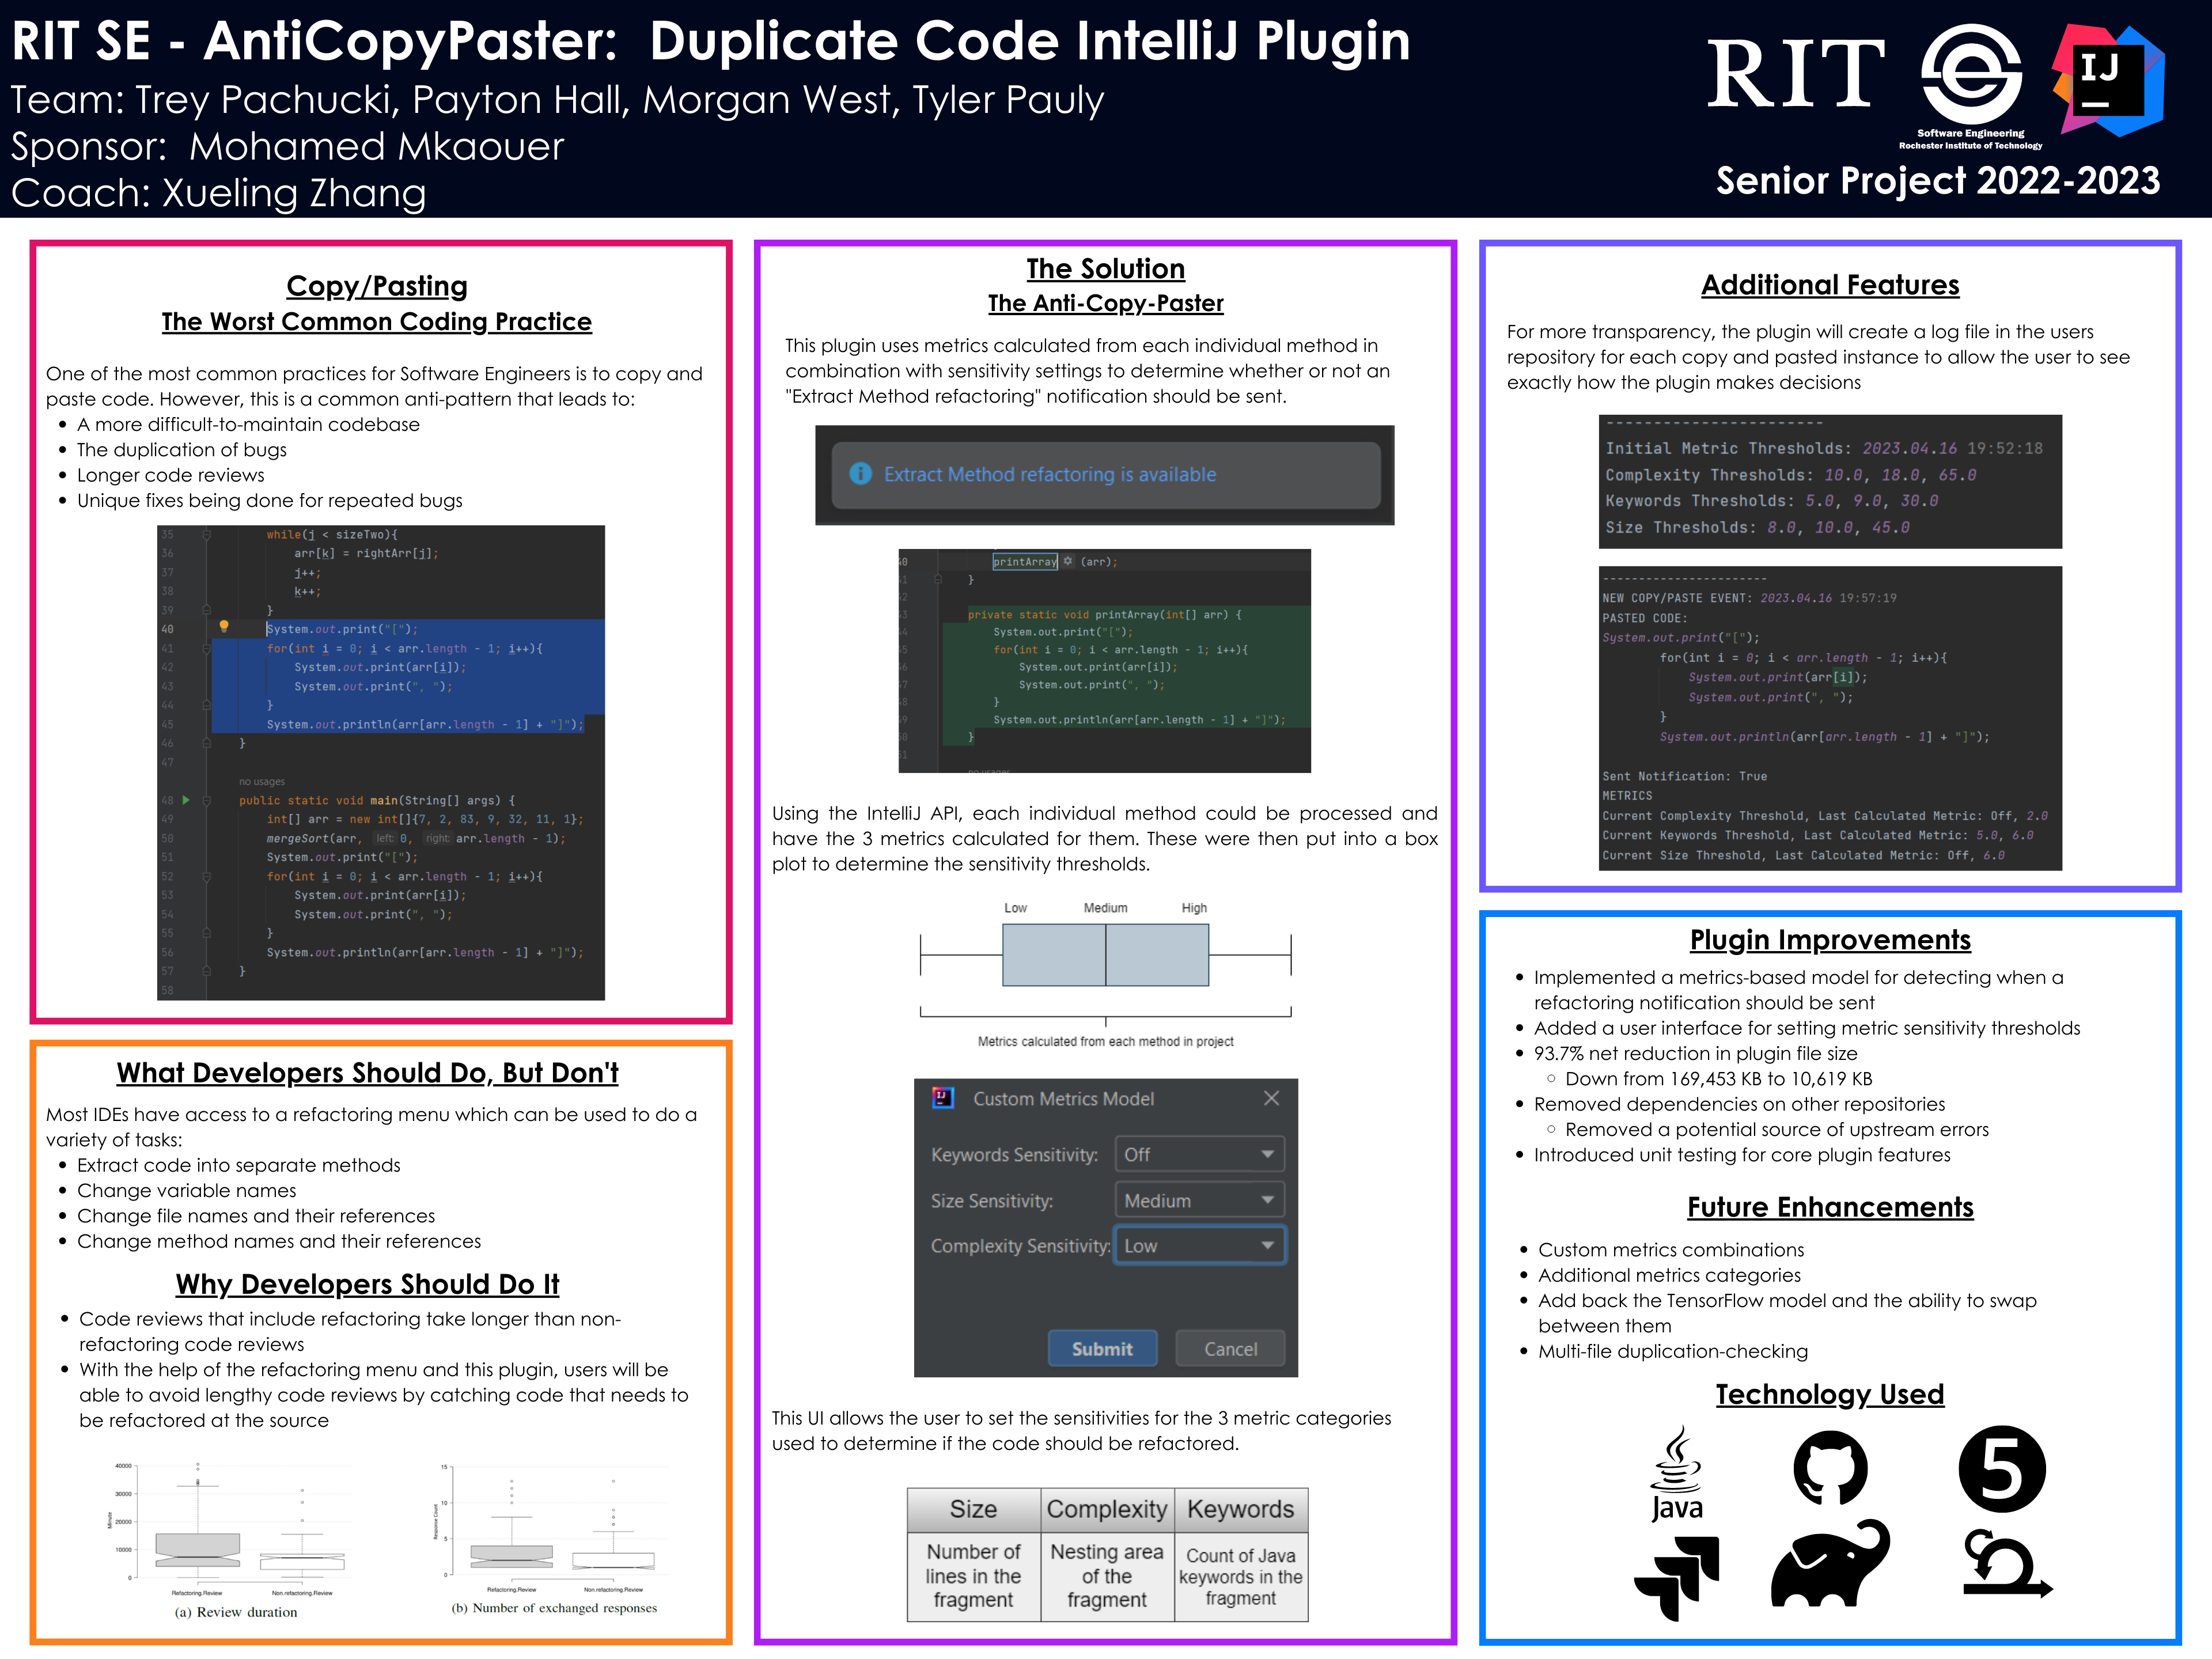 RIT SE - AntiCopyPaster:  Duplicate Code IntelliJ Plugin
Team: Trey Pachucki, Payton Hall, Morgan West, Tyler Pauly
Sponsor:  Mohamed Mkaouer
Coach: Xueling Zhang
RIT
Software Engineering
Rochester Institute of Technology
IJ
Senior Project 2022-2023
Copy/Pasting
The Worst Common Coding Practice
One of the most common practices for Software Engineers is to copy and
paste code. However, this is a common anti-pattern that leads to:
• A more difficult-to-maintain codebase
• The duplication of bugs
• Longer code reviews
• Unique fixes being done for repeated bugs
35 while(j < sizeTwo){
36 arr[k] = rightArr[j];
37 j++;
38 k++;
39 }
40 System.out.print("[");
41 for(int i = 0; i < arr.length - 1; i++){
42 System.out.print(arr[i]);
43 System.out.print(", ");
44 }
45 System.out.println(arr[arr.length - 1] + "]");
46 }
47
no usages
48 public static void main(String[] args) {
49 int[] arr = new int[]{7, 2, 83, 9, 32, 11, 1};
50 mergeSort(arr, left: 0, right: arr.length - 1);
51 System.out.print("[");
52 for(int i = 0; i < arr.length - 1; i++){
53 System.out.print(arr[i]);
54 System.out.print(", ");
55 }
56 System.out.println(arr[arr.length - 1] + "]");
57 }
58
What Developers Should Do, But Don't
Most IDEs have access to a refactoring menu which can be used to do a
variety of tasks:
• Extract code into separate methods
• Change variable names
• Change file names and their references
• Change method names and their references
Why Developers Should Do It
• Code reviews that include refactoring take longer than non-
refactoring code reviews
• With the help of the refactoring menu and this plugin, users will be
able to avoid lengthy code reviews by catching code that needs to
be refactored at the source
Minute
40000
30000
20000
10000
0
Refactoring.Review Non.refactoring.Review
(a) Review duration
Response Count
15
10
5
0
Refactoring.Review Non.refactoring.Review
(b) Number of exchanged responses
The Solution
The Anti-Copy-Paster
This plugin uses metrics calculated from each individual method in
combination with sensitivity settings to determine whether or not an
"Extract Method refactoring" notification should be sent.
Extract Method refactoring is available
40 printArray (arr);
41 }
42
43 private static void printArray(int[] arr) {
44 System.out.print("[");
45 for(int i = 0; i < arr.length - 1; i++){
46 System.out.print(arr[i]);
47 System.out.print(", ");
48 }
49 System.out.println(arr[arr.length - 1] + "]");
50 }
51
Using the IntelliJ API, each individual method could be processed and
have the 3 metrics calculated for them. These were then put into a box
plot to determine the sensitivity thresholds.
Low Medium High
Metrics calculated from each method in project
IJ Custom Metrics Model
Keywords Sensitivity: Off
Size Sensitivity: Medium
Complexity Sensitivity: Low
Submit Cancel
This UI allows the user to set the sensitivities for the 3 metric categories
used to determine if the code should be refactored.
Size Complexity Keywords
Number of lines in the fragment
Nesting area of the fragment
Count of Java keywords in the fragment
Additional Features
For more transparency, the plugin will create a log file in the users
repository for each copy and pasted instance to allow the user to see
exactly how the plugin makes decisions
-----------------------
Initial Metric Thresholds: 2023.04.16 19:52:18
Complexity Thresholds: 10.0, 18.0, 65.0
Keywords Thresholds: 5.0, 9.0, 30.0
Size Thresholds: 8.0, 10.0, 45.0
-----------------------
NEW COPY/PASTE EVENT: 2023.04.16 19:57:19
PASTED CODE:
System.out.print("[");
for(int i = 0; i < arr.length - 1; i++){
System.out.print(arr[i]);
System.out.print(", ");
}
System.out.println(arr[arr.length - 1] + "]");
Sent Notification: True
METRICS
Current Complexity Threshold, Last Calculated Metric: Off, 2.0
Current Keywords Threshold, Last Calculated Metric: 5.0, 6.0
Current Size Threshold, Last Calculated Metric: Off, 6.0
Plugin Improvements
• Implemented a metrics-based model for detecting when a
refactoring notification should be sent
• Added a user interface for setting metric sensitivity thresholds
• 93.7% net reduction in plugin file size
○ Down from 169,453 KB to 10,619 KB
• Removed dependencies on other repositories
○ Removed a potential source of upstream errors
• Introduced unit testing for core plugin features
Future Enhancements
• Custom metrics combinations
• Additional metrics categories
• Add back the TensorFlow model and the ability to swap
between them
• Multi-file duplication-checking
Technology Used
Java
5